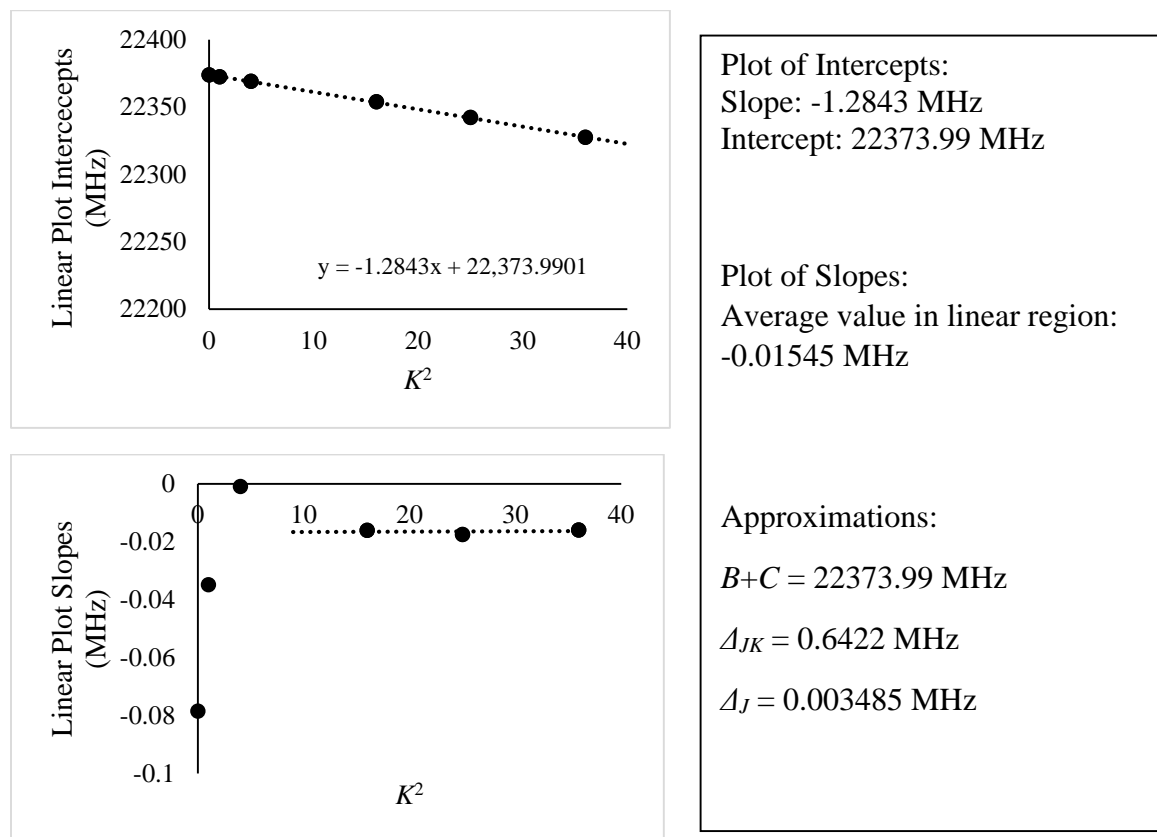 22400
22350
22300
22250
22200
Linear Plot Intercecepts
(MHz)
y = -1.2843x + 22,373.9901
0 10 20 30 40
K²
0
-0.02
-0.04
-0.06
-0.08
-0.1
Linear Plot Slopes
(MHz)
0 10 20 30 40
K²
Plot of Intercepts:
Slope: -1.2843 MHz
Intercept: 22373.99 MHz
Plot of Slopes:
Average value in linear region:
-0.01545 MHz
Approximations:
B+C = 22373.99 MHz
Δ_JK = 0.6422 MHz
Δ_J = 0.003485 MHz